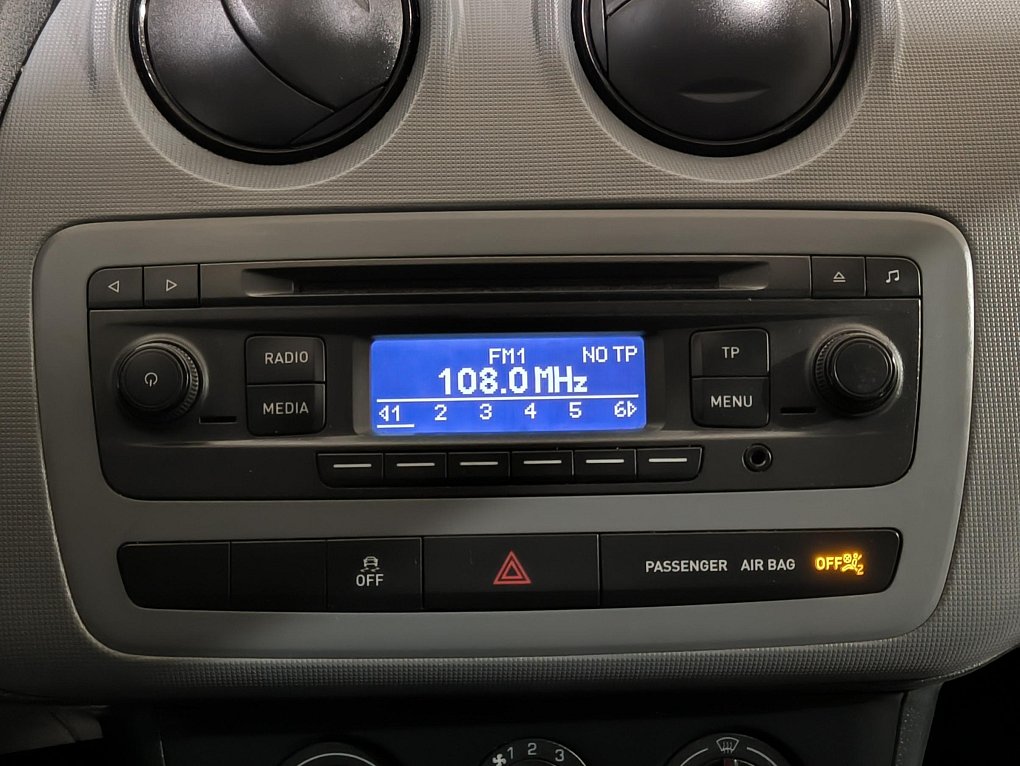 RADIO
MEDIA
FM1 NO TP
108.0 MHz
1 2 3 4 5 6
TP
MENU
OFF
PASSENGER AIR BAG OFF 2
1 2 3